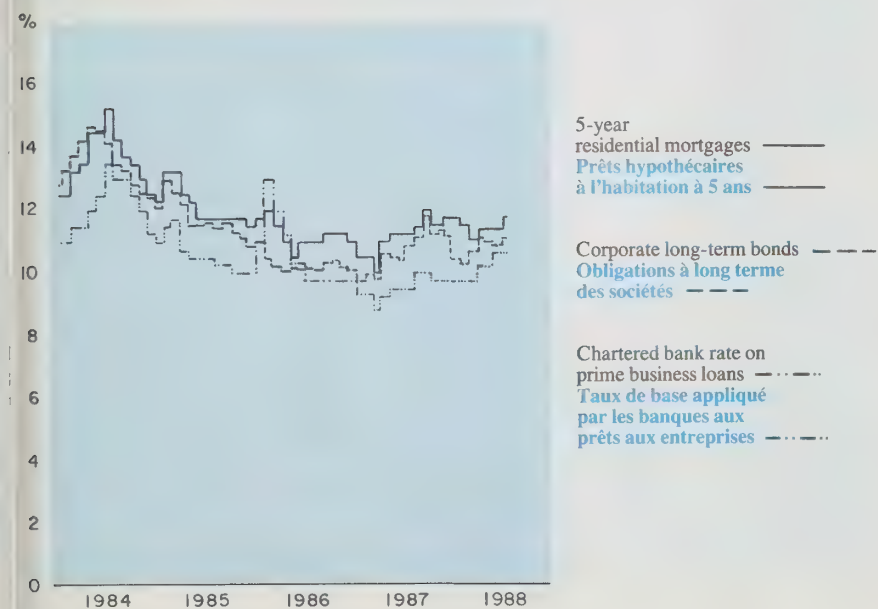 %
16
14
12
10
8
6
4
2
0
1984 1985 1986 1987 1988
5-year
residential mortgages
Prêts hypothécaires
à l'habitation à 5 ans
Corporate long-term bonds
Obligations à long terme
des sociétés
Chartered bank rate on
prime business loans
Taux de base appliqué
par les banques aux
prêts aux entreprises